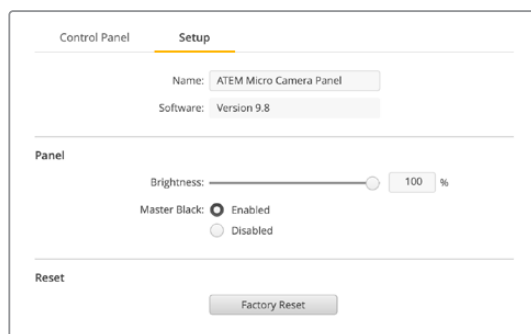 Control Panel Setup
Name: ATEM Micro Camera Panel
Software: Version 9.8
Panel
Brightness: 100 %
Master Black: Enabled
Disabled
Reset
Factory Reset